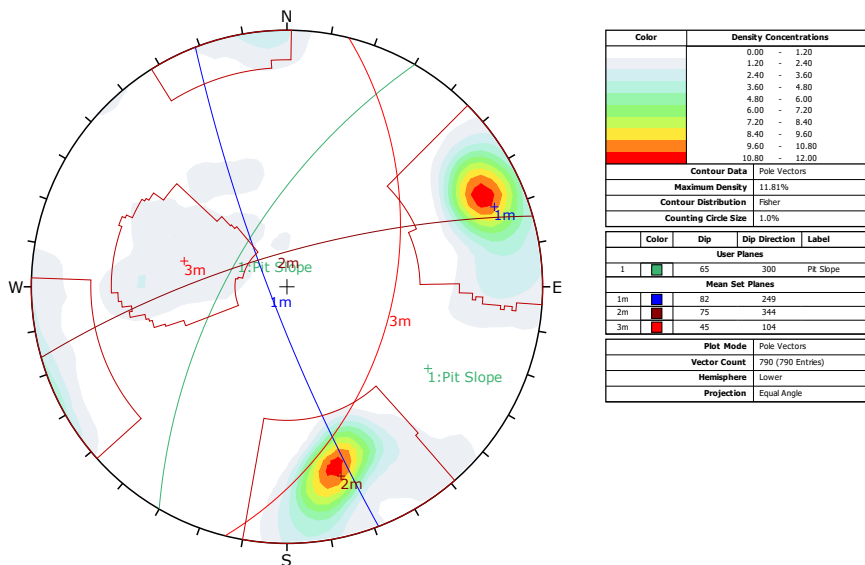 N
W
E
S
1m
3m
2m
1:Pit Slope
1m
3m
1:Pit Slope
2m
Color Density Concentrations
0.00 - 1.20
1.20 - 2.40
2.40 - 3.60
3.60 - 4.80
4.80 - 6.00
6.00 - 7.20
7.20 - 8.40
8.40 - 9.60
9.60 - 10.80
10.80 - 12.00
Contour Data Pole Vectors
Maximum Density 11.81%
Contour Distribution Fisher
Counting Circle Size 1.0%
Color Dip Dip Direction Label
User Planes
1 65 300 Pit Slope
Mean Set Planes
1m 82 249
2m 75 344
3m 45 104
Plot Mode Pole Vectors
Vector Count 790 (790 Entries)
Hemisphere Lower
Projection Equal Angle